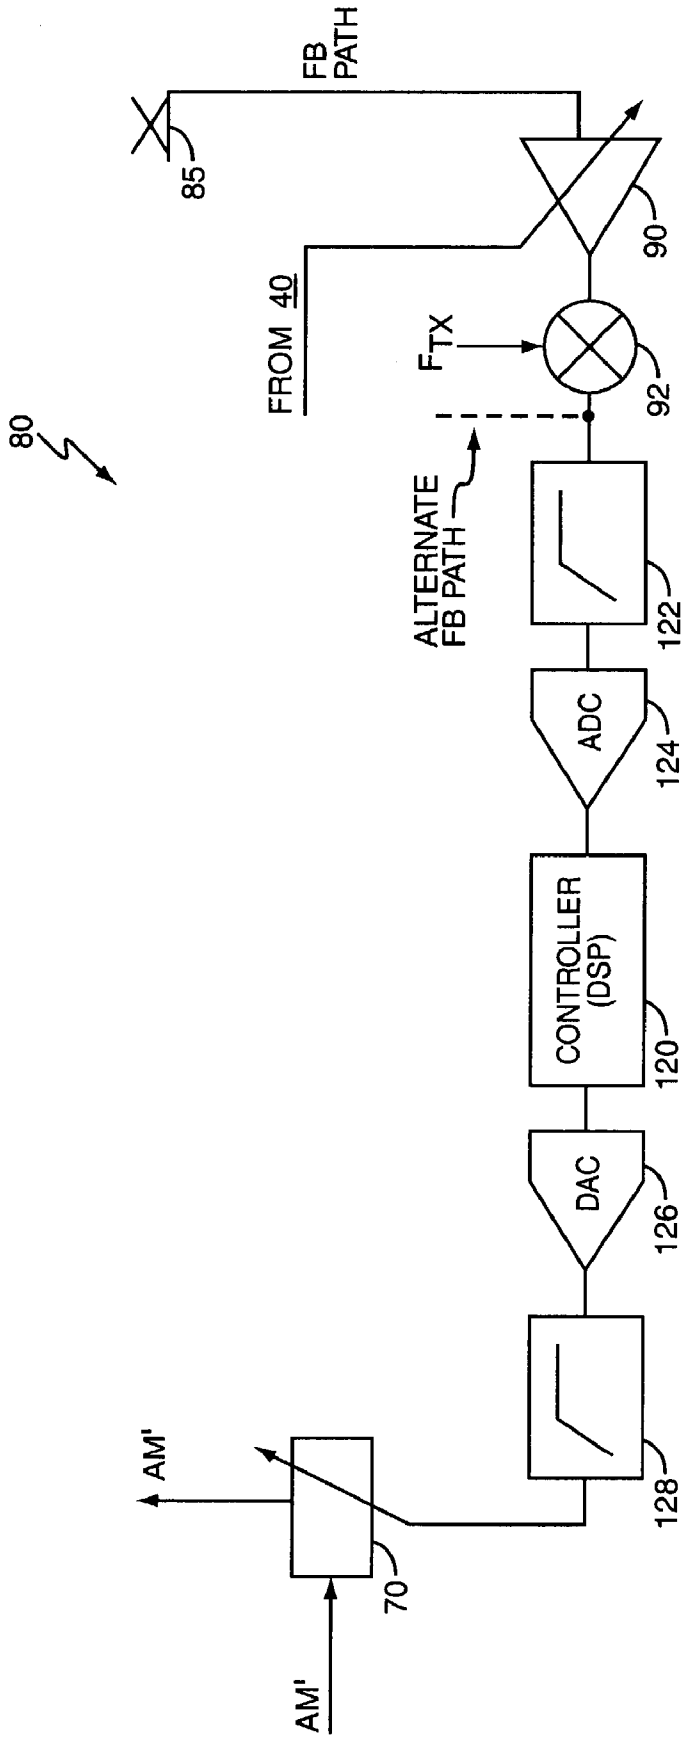 80
AM'
AM'
70
128
DAC
126
CONTROLLER
(DSP)
120
ADC
124
122
ALTERNATE
FB PATH
FTX
92
FROM 40
90
85
FB
PATH